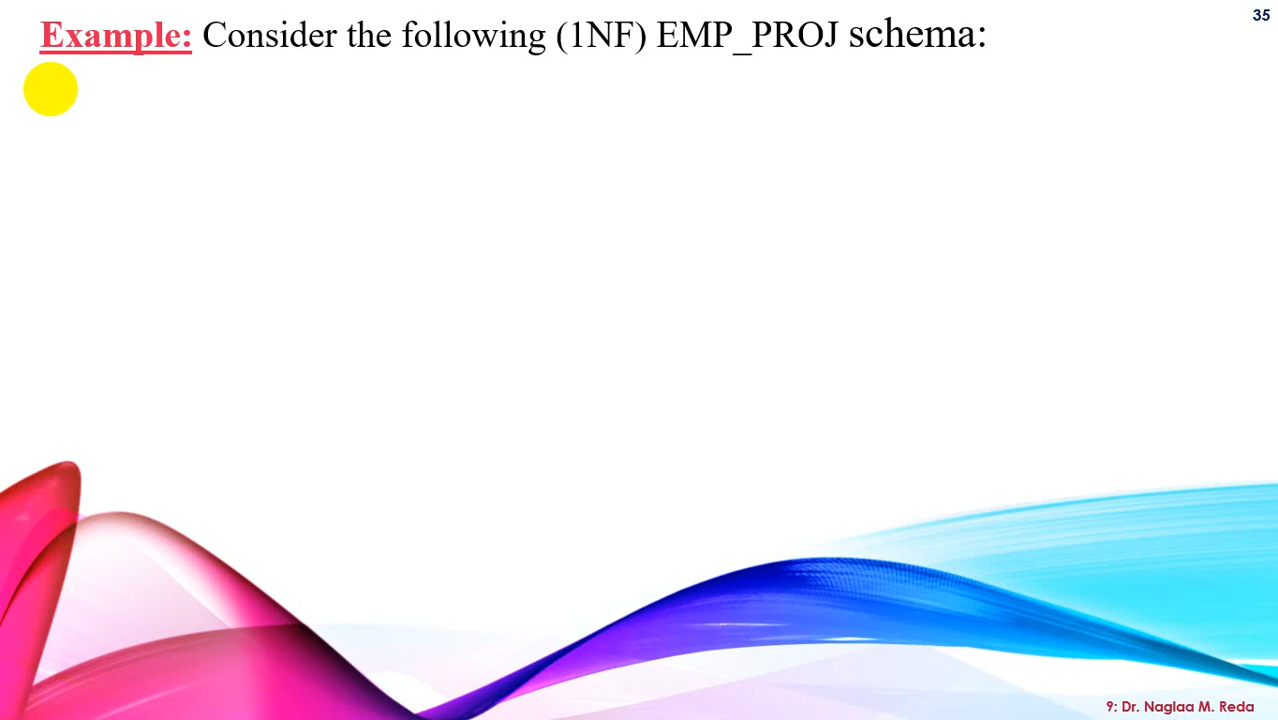 35
Example: Consider the following (1NF) EMP_PROJ schema:
9: Dr. Naglaa M. Reda